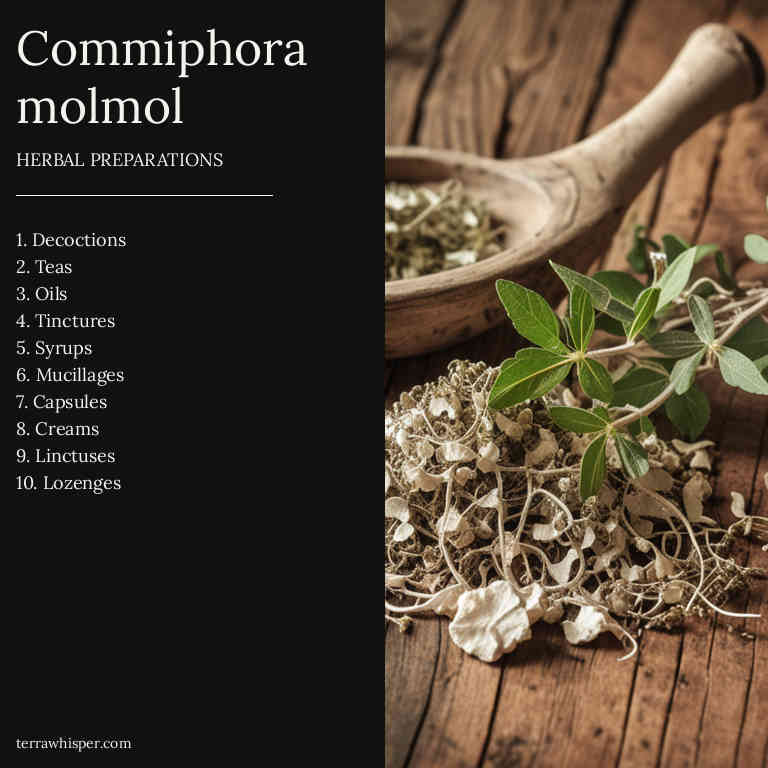 Commiphora
molmol
HERBAL PREPARATIONS
1. Decoctions
2. Teas
3. Oils
4. Tinctures
5. Syrups
6. Mucillages
7. Capsules
8. Creams
9. Linctuses
10. Lozenges
terrawhisper.com